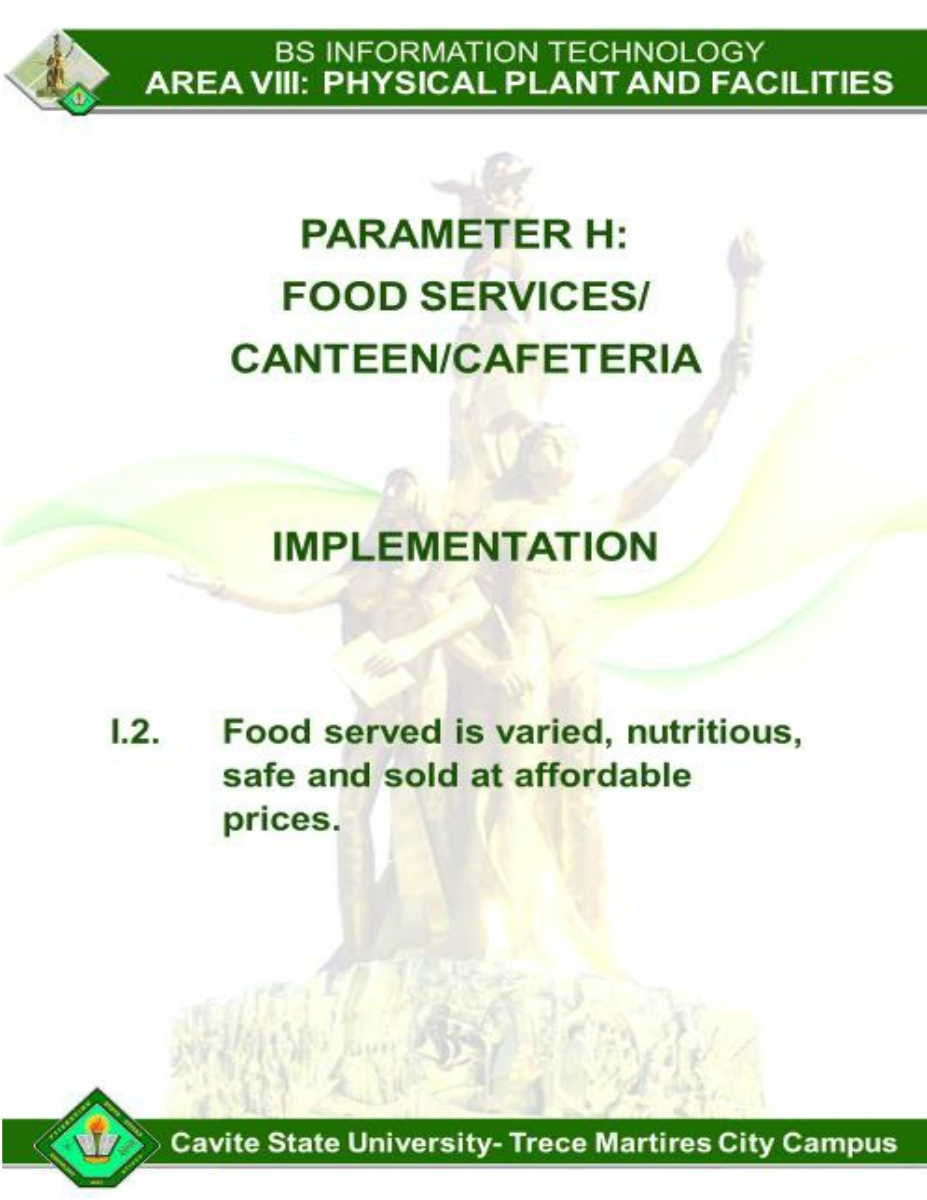 BS INFORMATION TECHNOLOGY
AREA VIII: PHYSICAL PLANT AND FACILITIES
PARAMETER H:
FOOD SERVICES/
CANTEEN/CAFETERIA
IMPLEMENTATION
I.2. Food served is varied, nutritious,
safe and sold at affordable
prices.
Cavite State University- Trece Martires City Campus